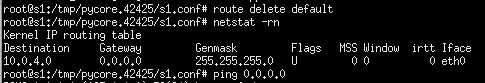 root@s1:/tmp/pycore.42425/s1.conf# route delete default
root@s1:/tmp/pycore.42425/s1.conf# netstat -rn
Kernel IP routing table
Destination Gateway Genmask Flags MSS Window irtt Iface
10.0.4.0 0.0.0.0 255.255.255.0 U 0 0 0 eth0
root@s1:/tmp/pycore.42425/s1.conf# ping 0.0.0.0